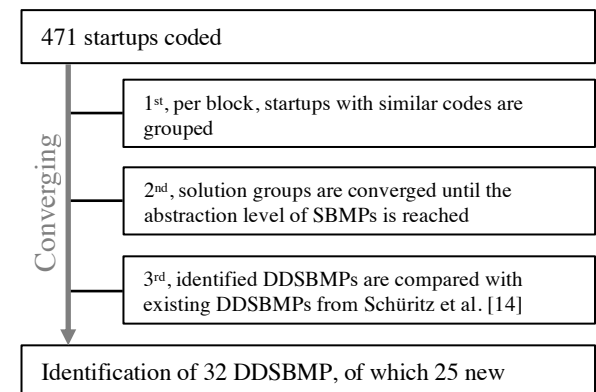 471 startups coded
1st, per block, startups with similar codes are
grouped
2nd, solution groups are converged until the
abstraction level of SBMPs is reached
Converging
3rd, identified DDSBMPs are compared with
existing DDSBMPs from Schüritz et al. [14]
Identification of 32 DDSBMP, of which 25 new